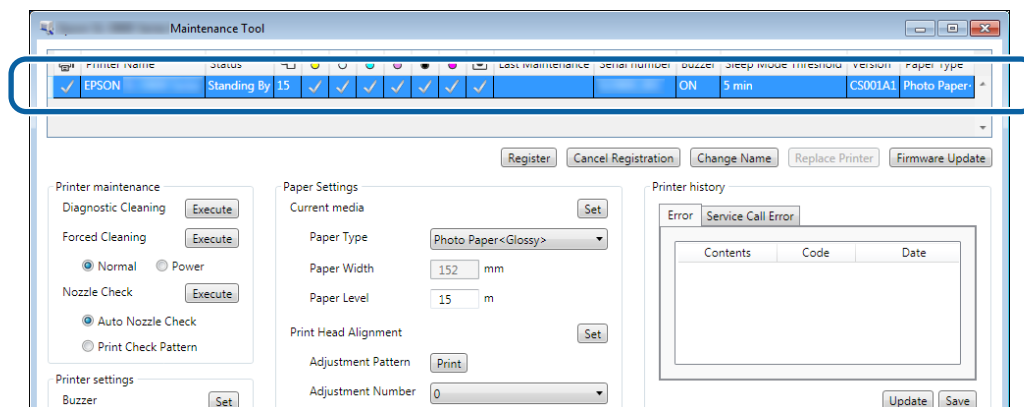 Maintenance Tool
Printer Name Status Last Maintenance Serial number Buzzer Sleep Mode Threshold Version Paper Type
EPSON Standing By 15 ON 5 min CS001A1 Photo Paper
Register Cancel Registration Change Name Replace Printer Firmware Update
Printer maintenance
Diagnostic Cleaning Execute
Forced Cleaning Execute
Normal Power
Nozzle Check Execute
Auto Nozzle Check
Print Check Pattern
Printer settings
Buzzer Set
Paper Settings
Current media Set
Paper Type Photo Paper<Glossy>
Paper Width 152 mm
Paper Level 15 m
Print Head Alignment Set
Adjustment Pattern Print
Adjustment Number 0
Printer history
Error Service Call Error
Contents Code Date
Update Save